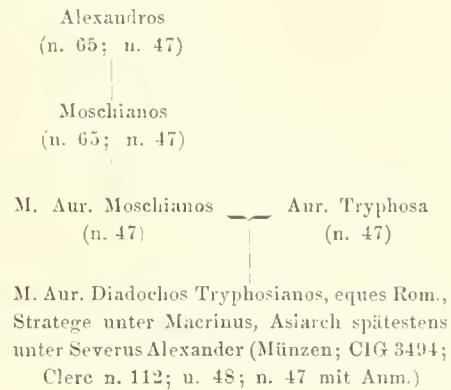 Alexandros
(n. 65; n. 47)
Moschianos
(n. 65; n. 47)
M. Aur. Moschianos Aur. Tryphosa
(n. 47) (n. 47)
M. Aur. Diadochos Tryphosianos, eques Rom.,
Stratege unter Macrinus, Asiarch spätestens
unter Severus Alexander (Münzen; CIG 3494;
Clerc n. 112; u. 48; n. 47 mit Anm.)